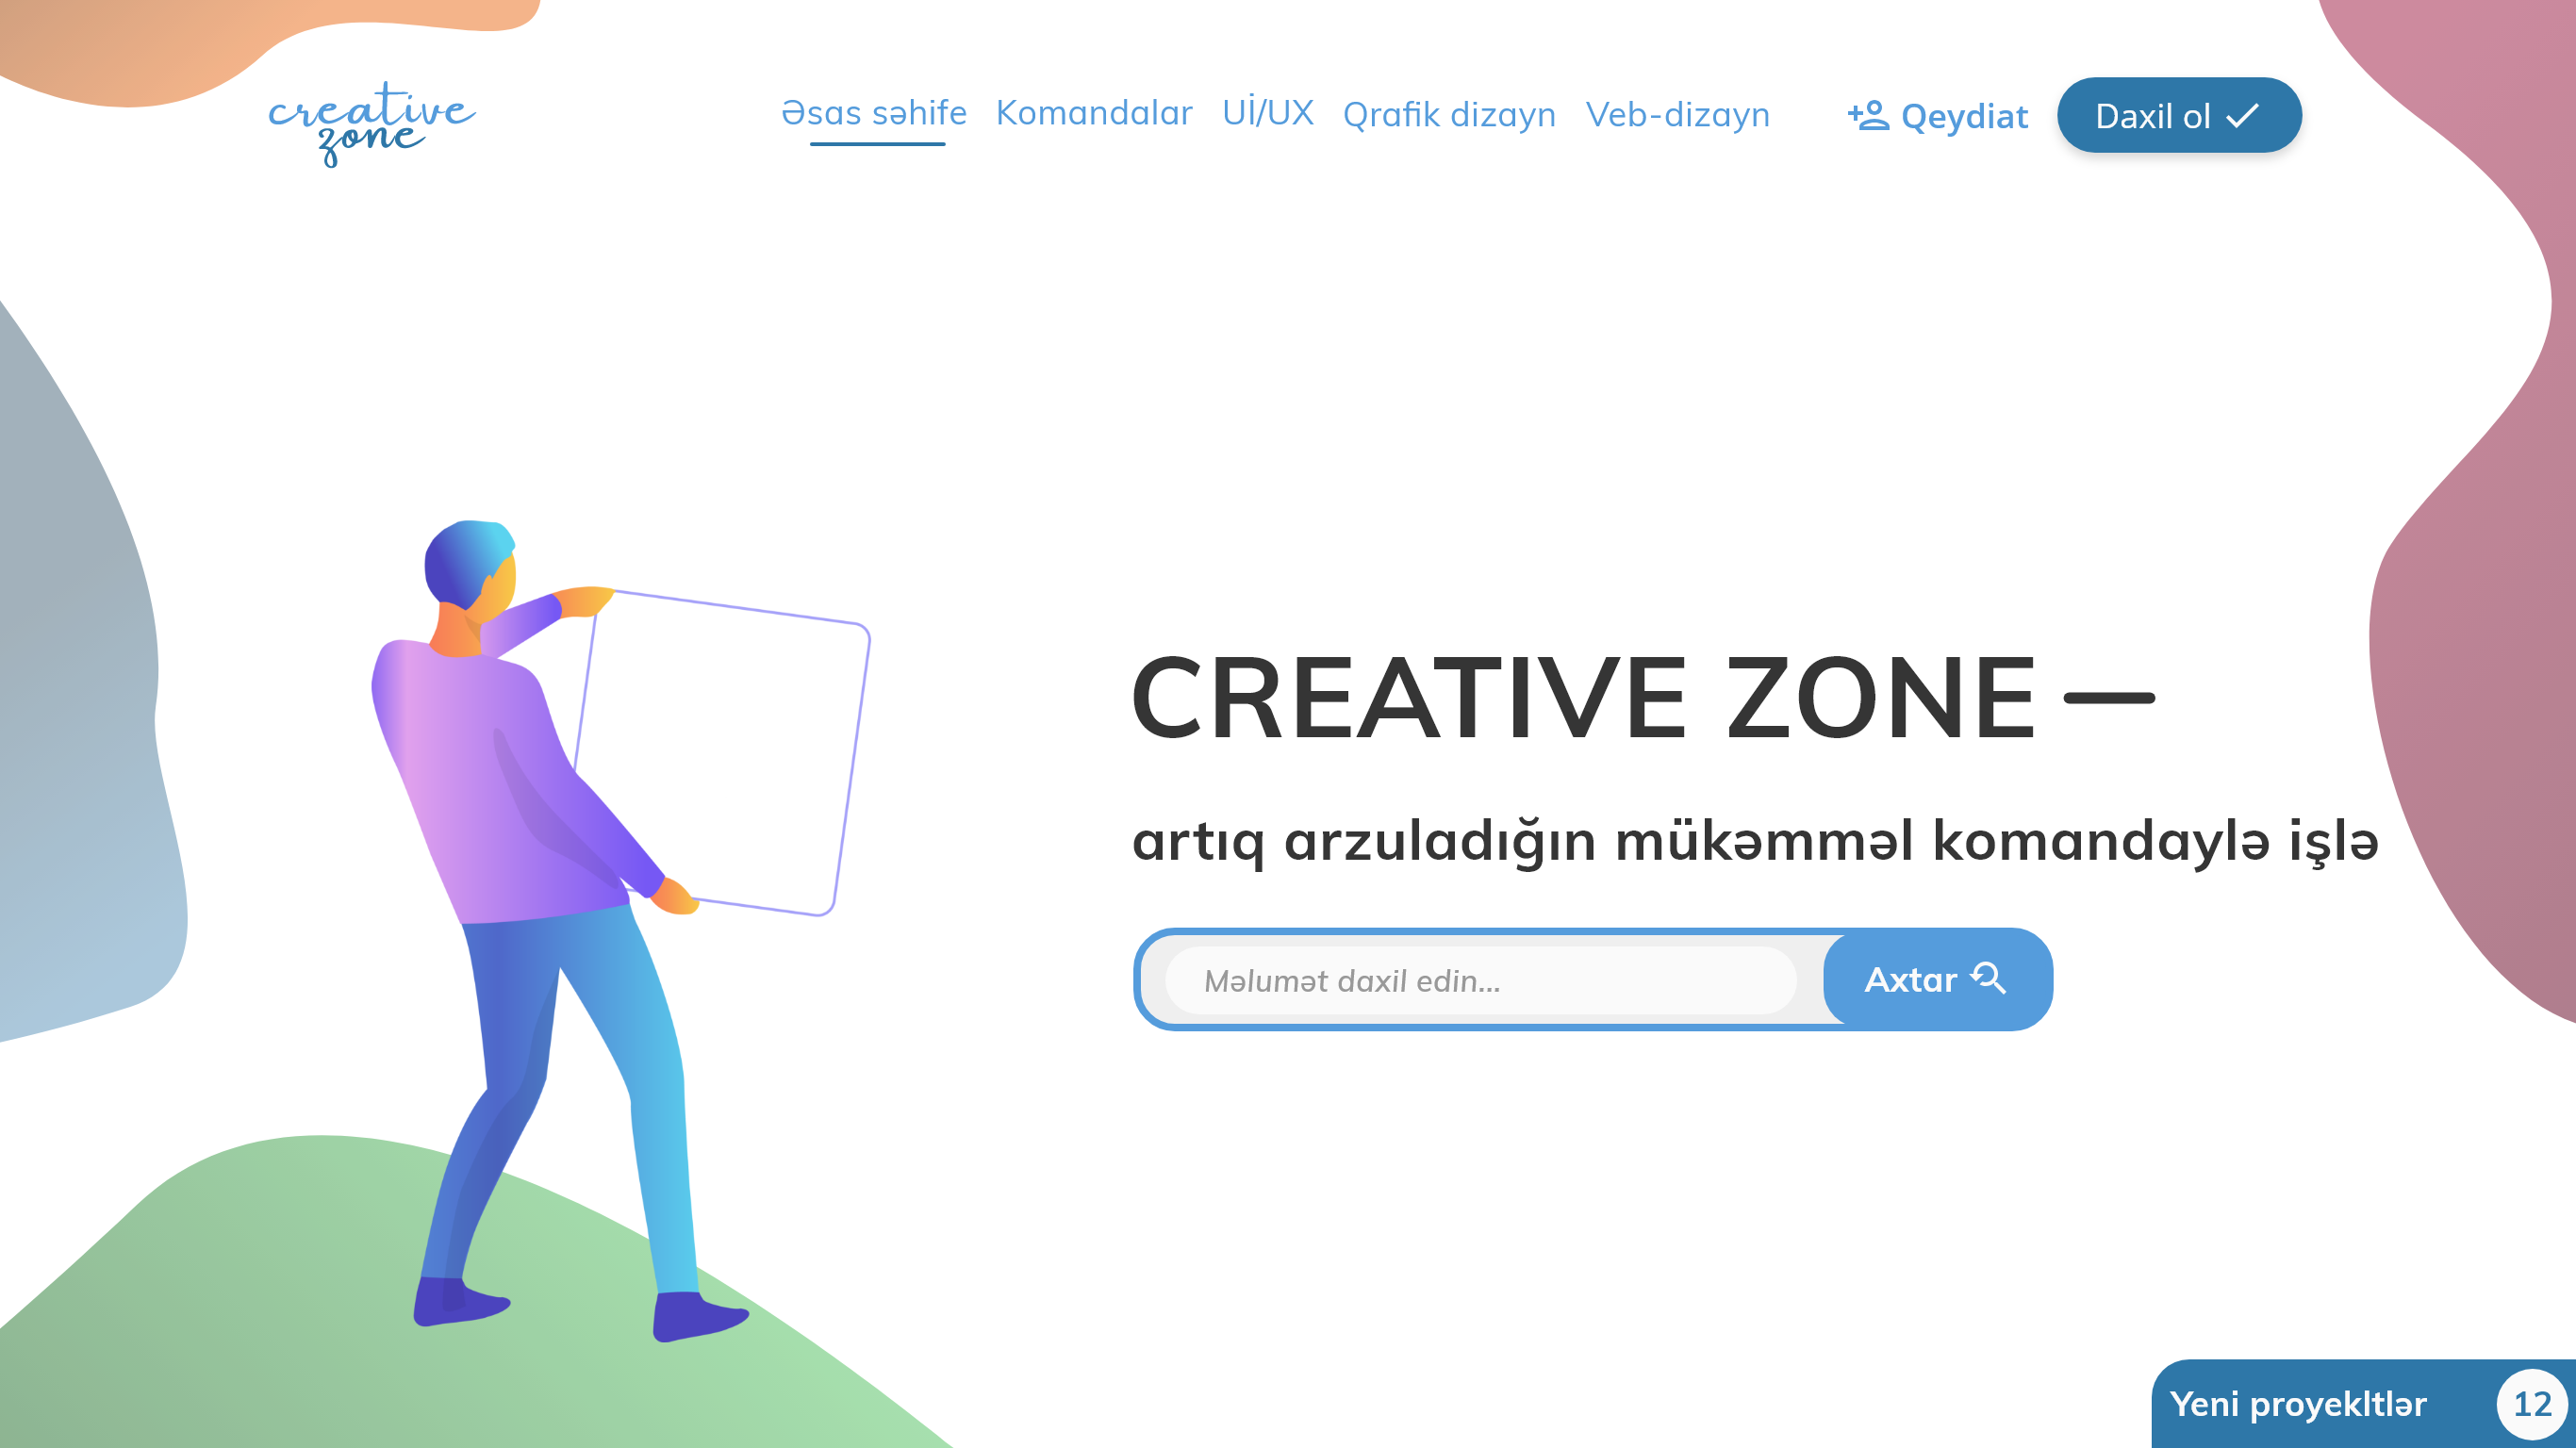 creative
zone
Əsas səhife Komandalar Uİ/UX Qrafik dizayn Veb-dizayn Qeydiat Daxil ol
CREATIVE ZONE —
artıq arzuladığın mükəmməl komandaylə işlə
Məlumət daxil edin... Axtar
Yeni proyekltlər 12